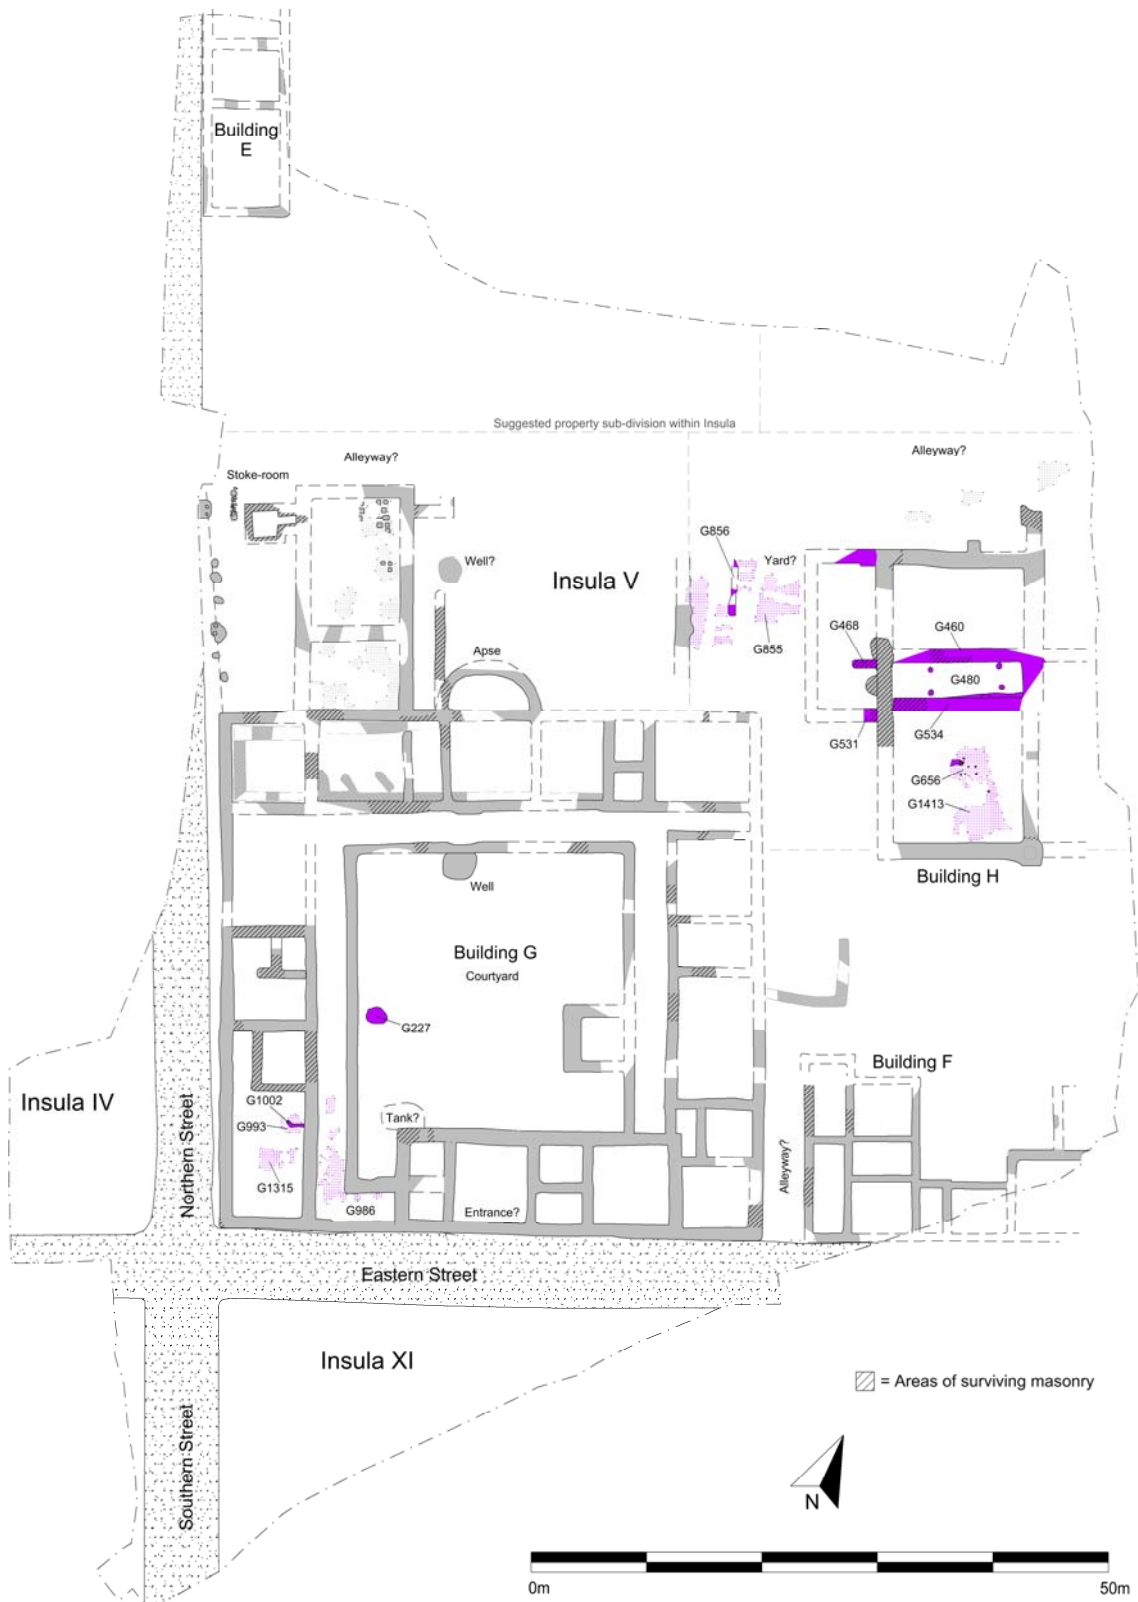 Building
E
Suggested property sub-division within Insula
Alleyway?
Alleyway?
Stoke-room
G856
Well?
Yard?
Insula V
G468
G460
G855
Apse
G480
G531
G534
G656
G1413
Building H
Well
Building G
Courtyard
G227
Building F
Insula IV
G1002
G993
Tank?
Northern Street
Alleyway?
G1315
G986
Entrance?
Eastern Street
Insula XI
= Areas of surviving masonry
Southern Street
N
0m
50m